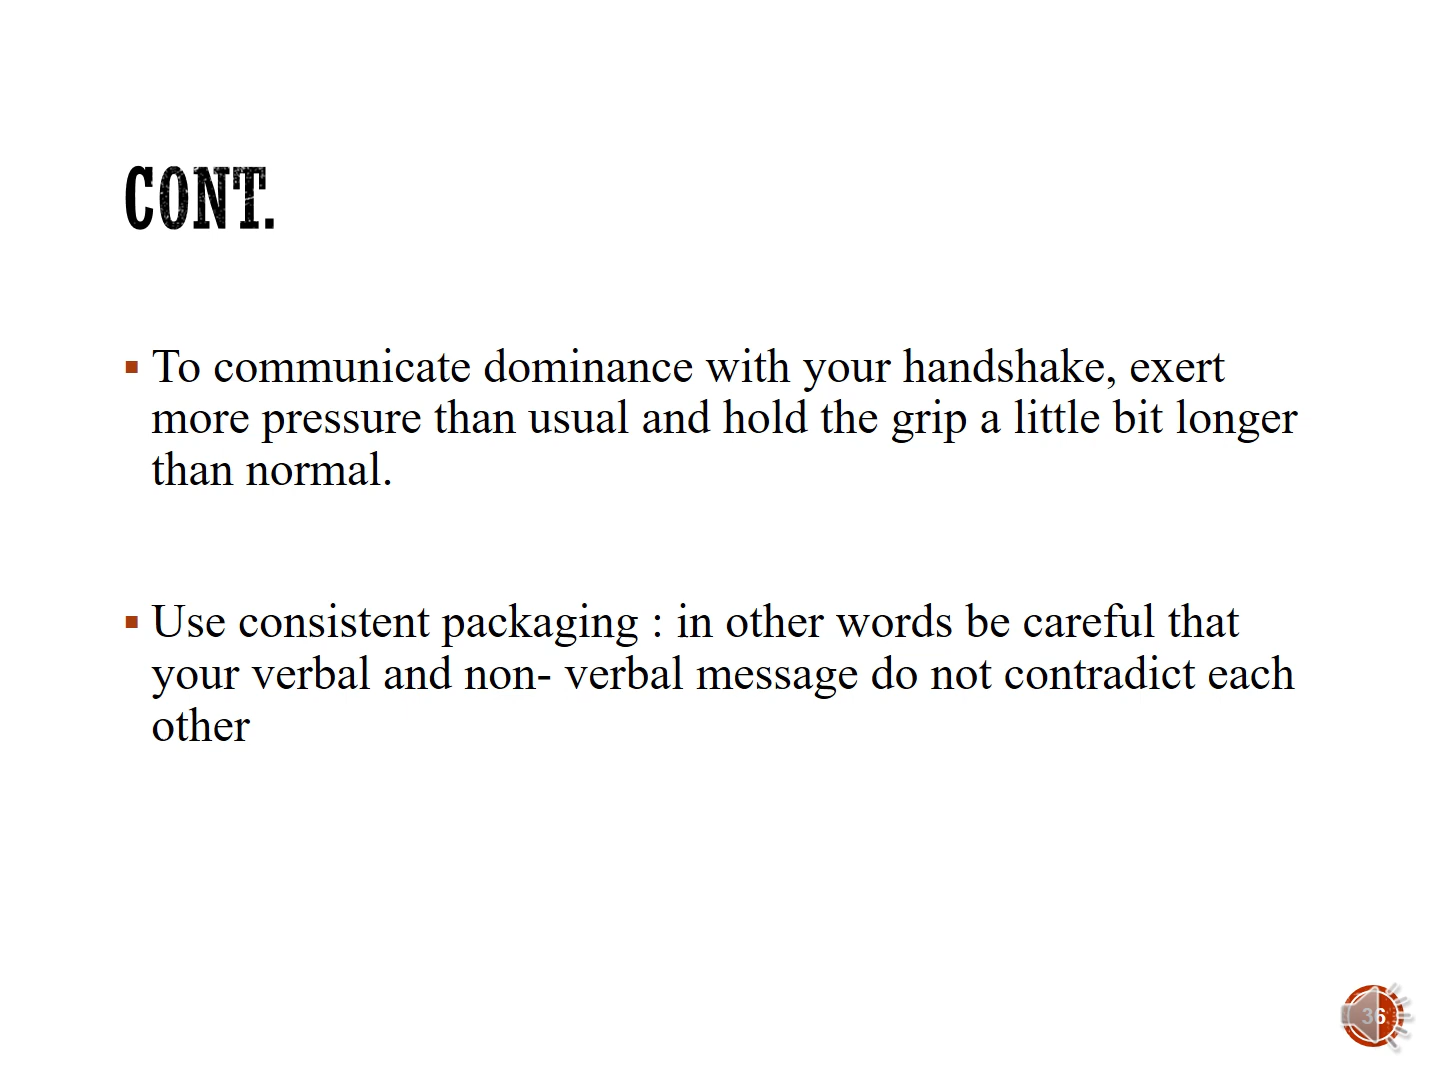 CONT.
▪ To communicate dominance with your handshake, exert
more pressure than usual and hold the grip a little bit longer
than normal.
▪ Use consistent packaging : in other words be careful that
your verbal and non- verbal message do not contradict each
other
36